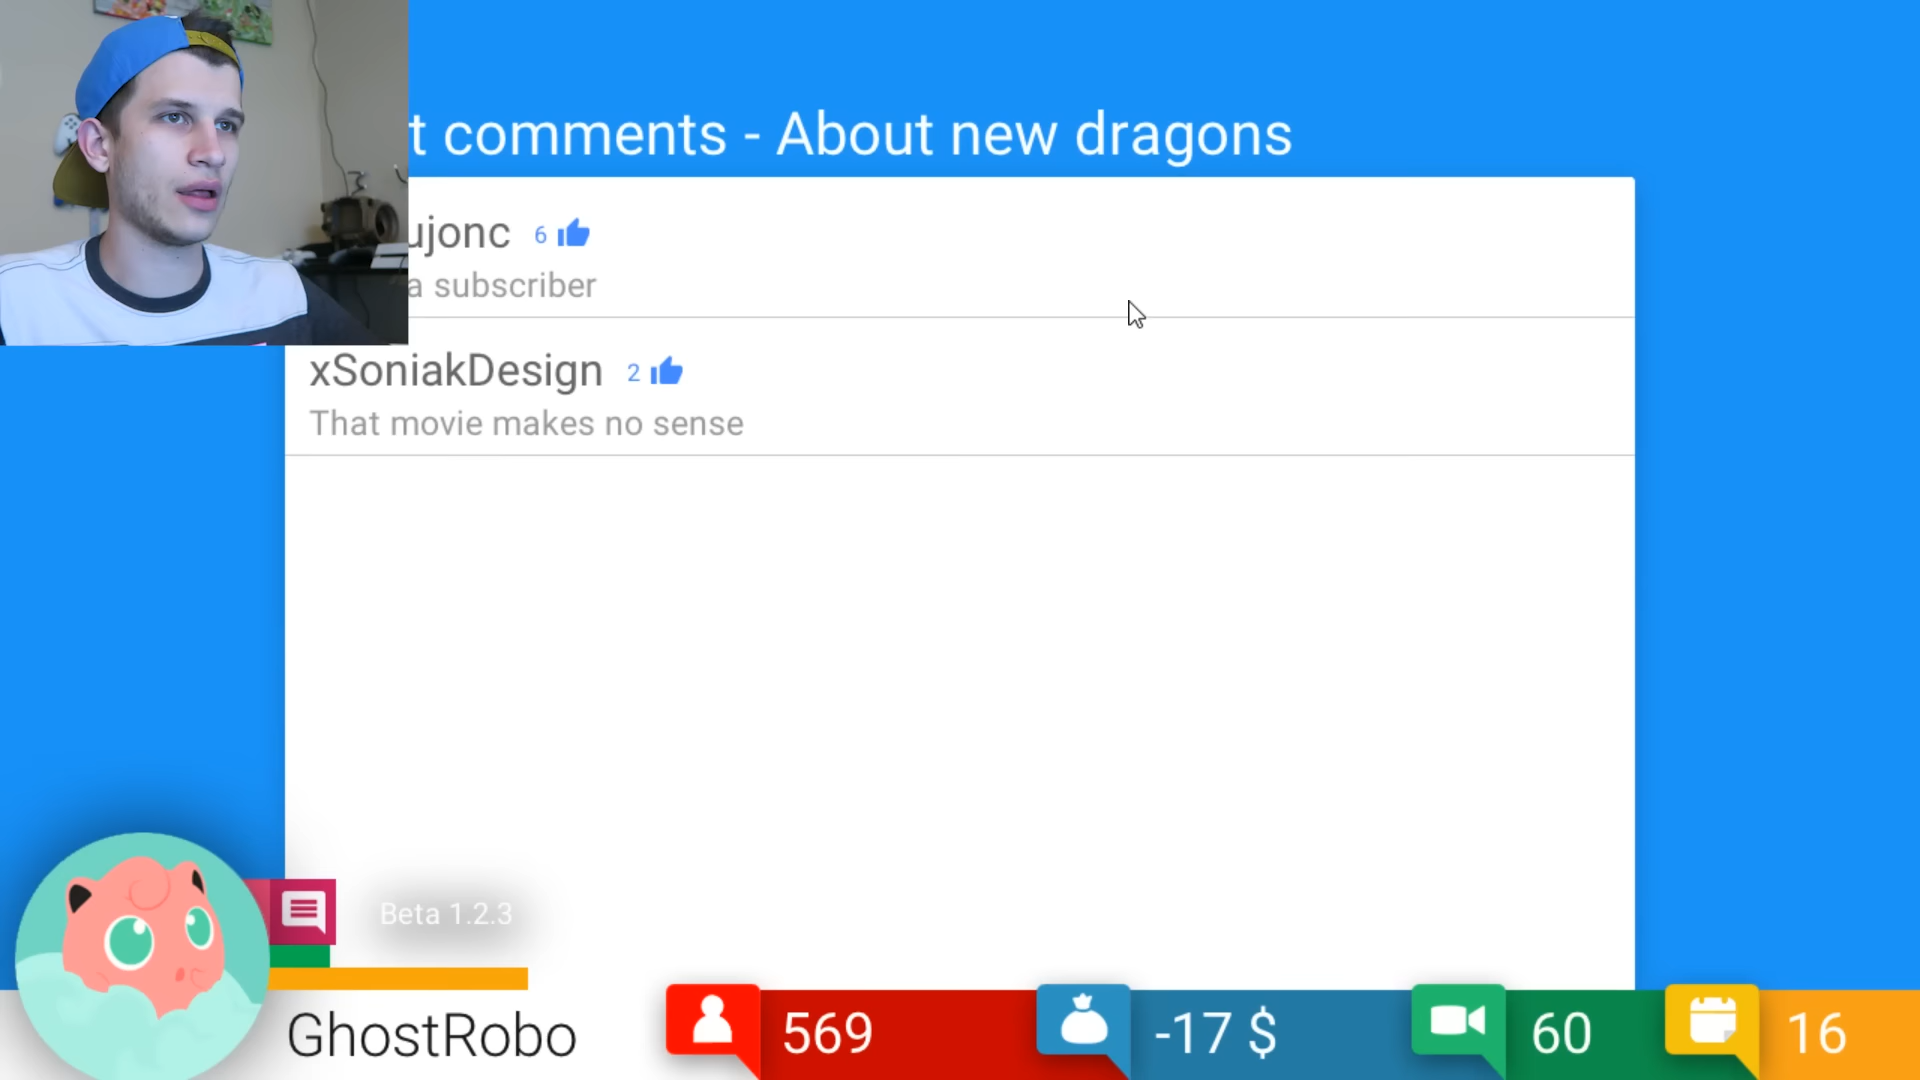 comments - About new dragons
6
a subscriber
xSoniakDesign 2
That movie makes no sense
Beta 1.2.3
GhostRobo
569
-17 $
60
16